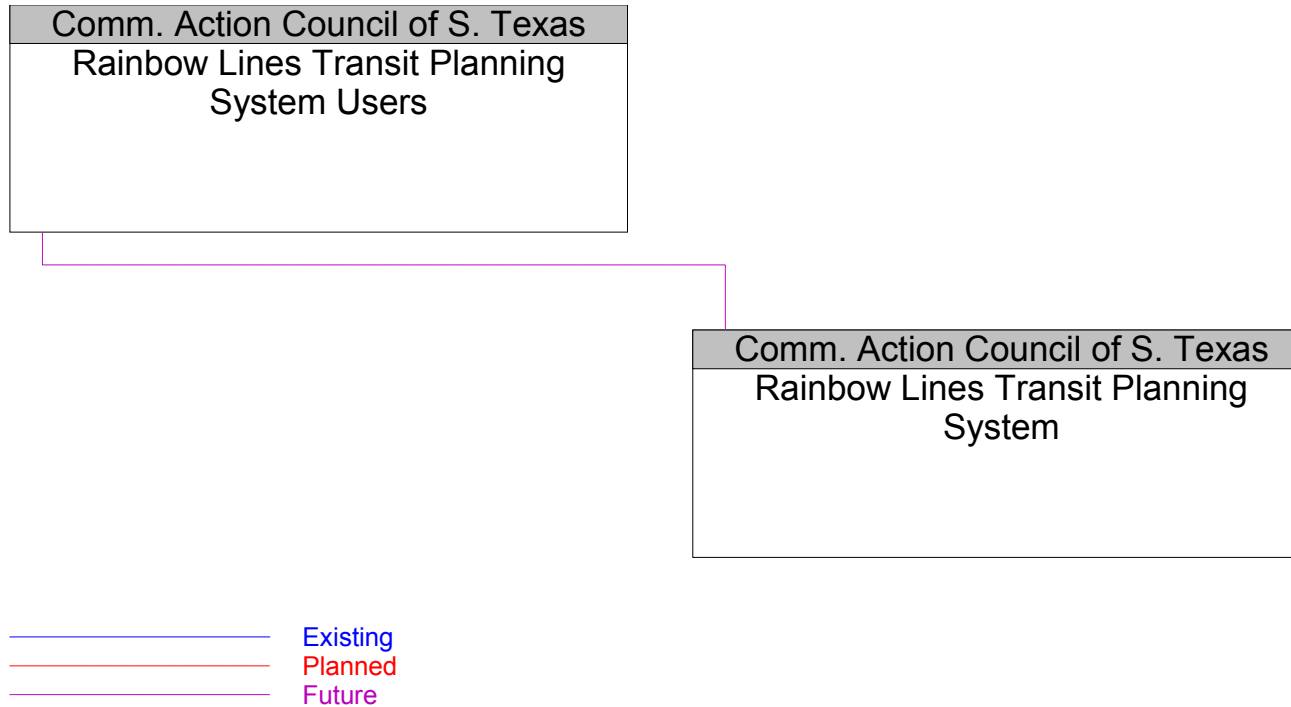 Comm. Action Council of S. Texas
Rainbow Lines Transit Planning
System Users
Comm. Action Council of S. Texas
Rainbow Lines Transit Planning
System
Existing
Planned
Future